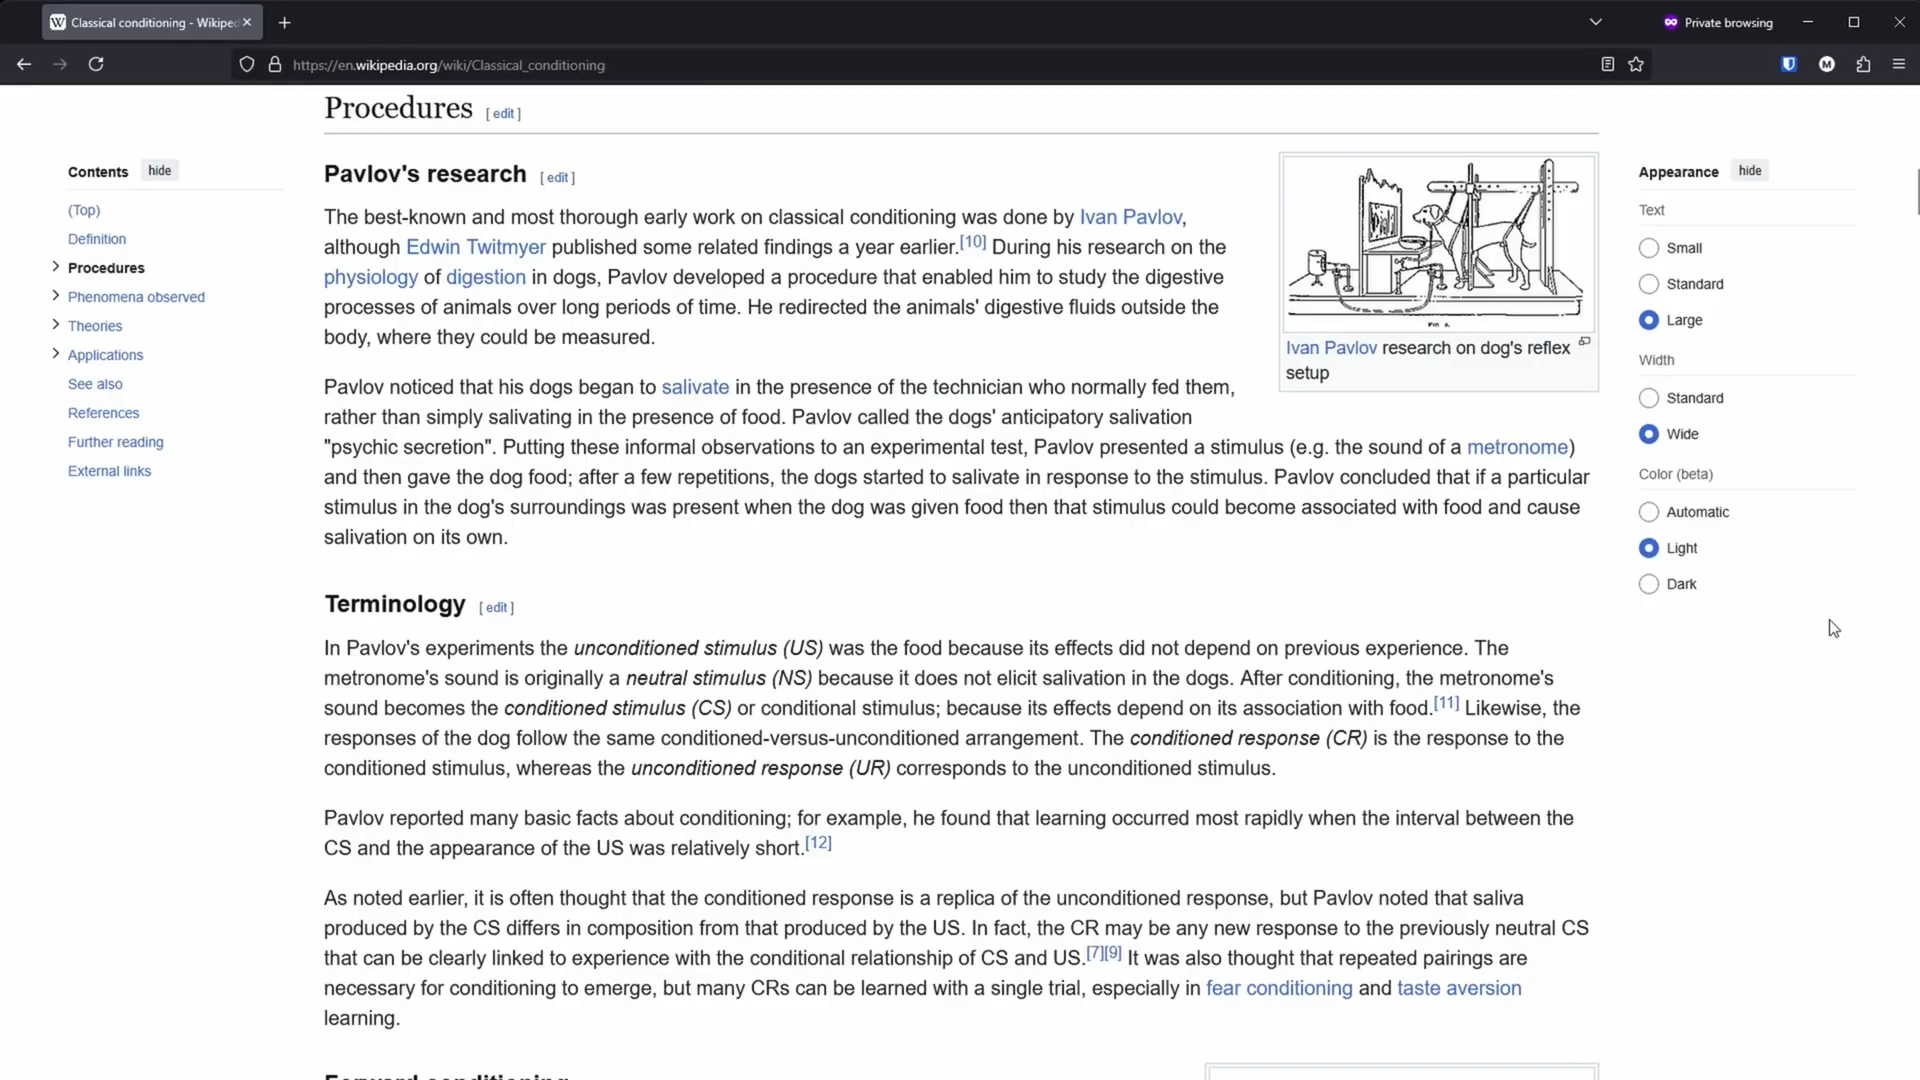 Classical conditioning - Wikiped
Private browsing
https://en.wikipedia.org/wiki/Classical_conditioning
M
Procedures [ edit ]
Contents hide
(Top)
Definition
Procedures
Phenomena observed
Theories
Applications
See also
References
Further reading
External links
Pavlov's research [ edit ]
The best-known and most thorough early work on classical conditioning was done by Ivan Pavlov,
although Edwin Twitmyer published some related findings a year earlier.[10] During his research on the
physiology of digestion in dogs, Pavlov developed a procedure that enabled him to study the digestive
processes of animals over long periods of time. He redirected the animals' digestive fluids outside the
body, where they could be measured.
FIG 2.
Ivan Pavlov research on dog's reflex
setup
Pavlov noticed that his dogs began to salivate in the presence of the technician who normally fed them,
rather than simply salivating in the presence of food. Pavlov called the dogs' anticipatory salivation
"psychic secretion". Putting these informal observations to an experimental test, Pavlov presented a stimulus (e.g. the sound of a metronome)
and then gave the dog food; after a few repetitions, the dogs started to salivate in response to the stimulus. Pavlov concluded that if a particular
stimulus in the dog's surroundings was present when the dog was given food then that stimulus could become associated with food and cause
salivation on its own.
Terminology [ edit ]
In Pavlov's experiments the unconditioned stimulus (US) was the food because its effects did not depend on previous experience. The
metronome's sound is originally a neutral stimulus (NS) because it does not elicit salivation in the dogs. After conditioning, the metronome's
sound becomes the conditioned stimulus (CS) or conditional stimulus; because its effects depend on its association with food.[11] Likewise, the
responses of the dog follow the same conditioned-versus-unconditioned arrangement. The conditioned response (CR) is the response to the
conditioned stimulus, whereas the unconditioned response (UR) corresponds to the unconditioned stimulus.
Pavlov reported many basic facts about conditioning; for example, he found that learning occurred most rapidly when the interval between the
CS and the appearance of the US was relatively short.[12]
As noted earlier, it is often thought that the conditioned response is a replica of the unconditioned response, but Pavlov noted that saliva
produced by the CS differs in composition from that produced by the US. In fact, the CR may be any new response to the previously neutral CS
that can be clearly linked to experience with the conditional relationship of CS and US.[7][9] It was also thought that repeated pairings are
necessary for conditioning to emerge, but many CRs can be learned with a single trial, especially in fear conditioning and taste aversion
learning.
Forward conditioning
Appearance hide
Text
Small
Standard
Large
Width
Standard
Wide
Color (beta)
Automatic
Light
Dark